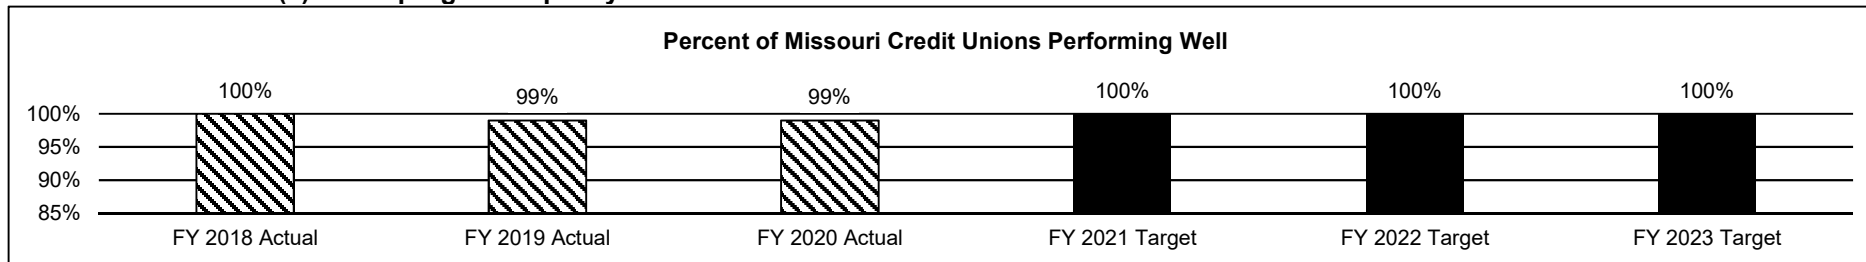 Percent of Missouri Credit Unions Performing Well
100% 99% 99% 100% 100% 100%
100%
95%
90%
85%
FY 2018 Actual FY 2019 Actual FY 2020 Actual FY 2021 Target FY 2022 Target FY 2023 Target